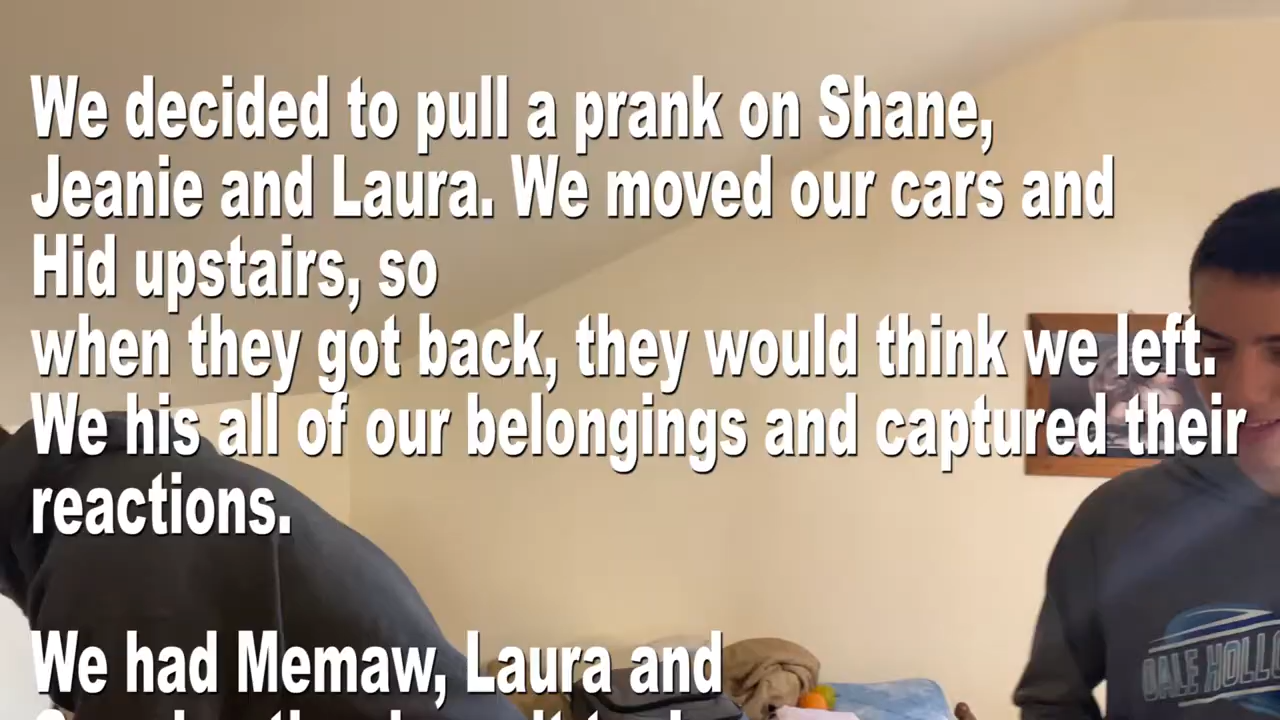 We decided to pull a prank on Shane,
Jeanie and Laura. We moved our cars and
Hid upstairs, so
when they got back, they would think we left.
We his all of our belongings and captured their
reactions.
We had Memaw, Laura and
DALE HOLLO